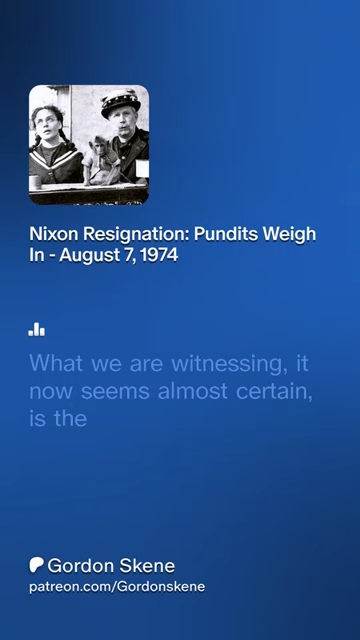 Nixon Resignation: Pundits Weigh
In - August 7, 1974
What we are witnessing, it
now seems almost certain,
is the
Gordon Skene
patreon.com/Gordonskene